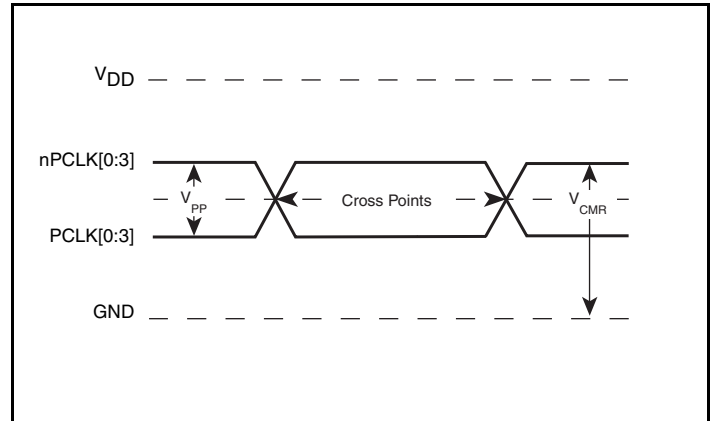 VDD
nPCLK[0:3]
VPP
Cross Points
VCMR
PCLK[0:3]
GND